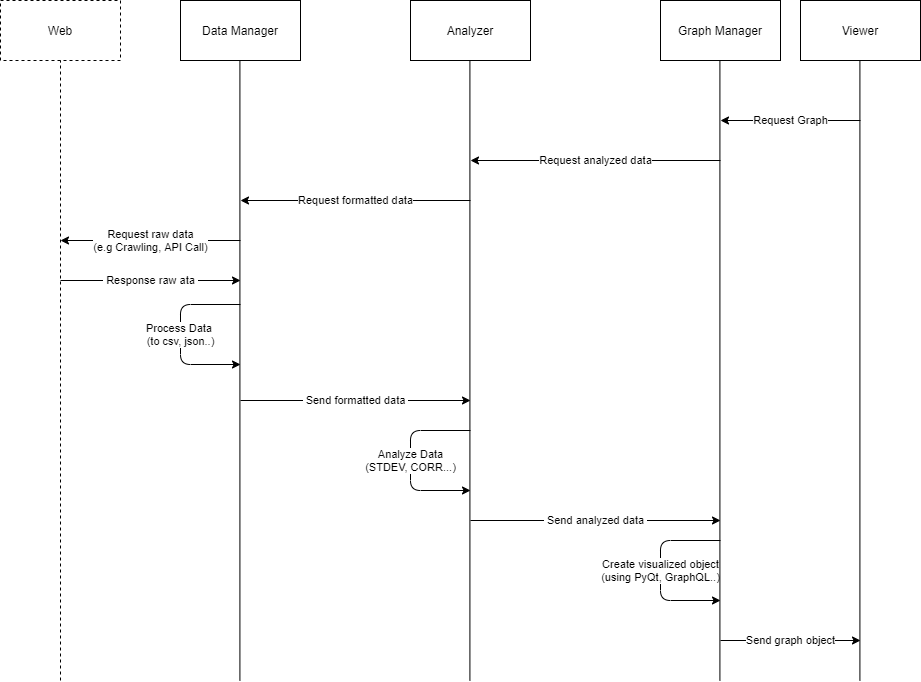 Web
Data Manager
Analyzer
Graph Manager
Viewer
Request Graph
Request analyzed data
Request formatted data
Request raw data
(e.g Crawling, API Call)
Response raw ata
Process Data
(to csv, json..)
Send formatted data
Analyze Data
(STDEV, CORR...)
Send analyzed data
Create visualized object
(using PyQt, GraphQL..)
Send graph object